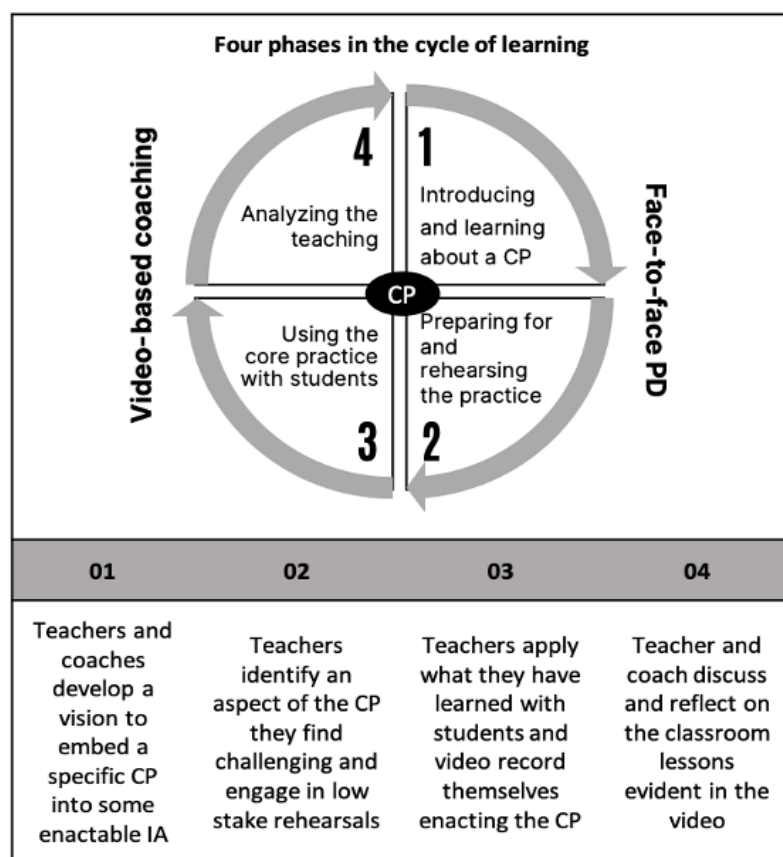 Four phases in the cycle of learning
Video-based coaching
4
Analyzing the
teaching
1
Introducing
and learning
about a CP
Face-to-face PD
CP
Using the
core practice
with students
3
Preparing for
and
rehearsing
the practice
2
01
02
03
04
Teachers and
coaches
develop a
vision to
embed a
specific CP
into some
enactable IA
Teachers
identify an
aspect of the CP
they find
challenging and
engage in low
stake rehearsals
Teachers apply
what they have
learned with
students and
video record
themselves
enacting the CP
Teacher and
coach discuss
and reflect on
the classroom
lessons
evident in the
video